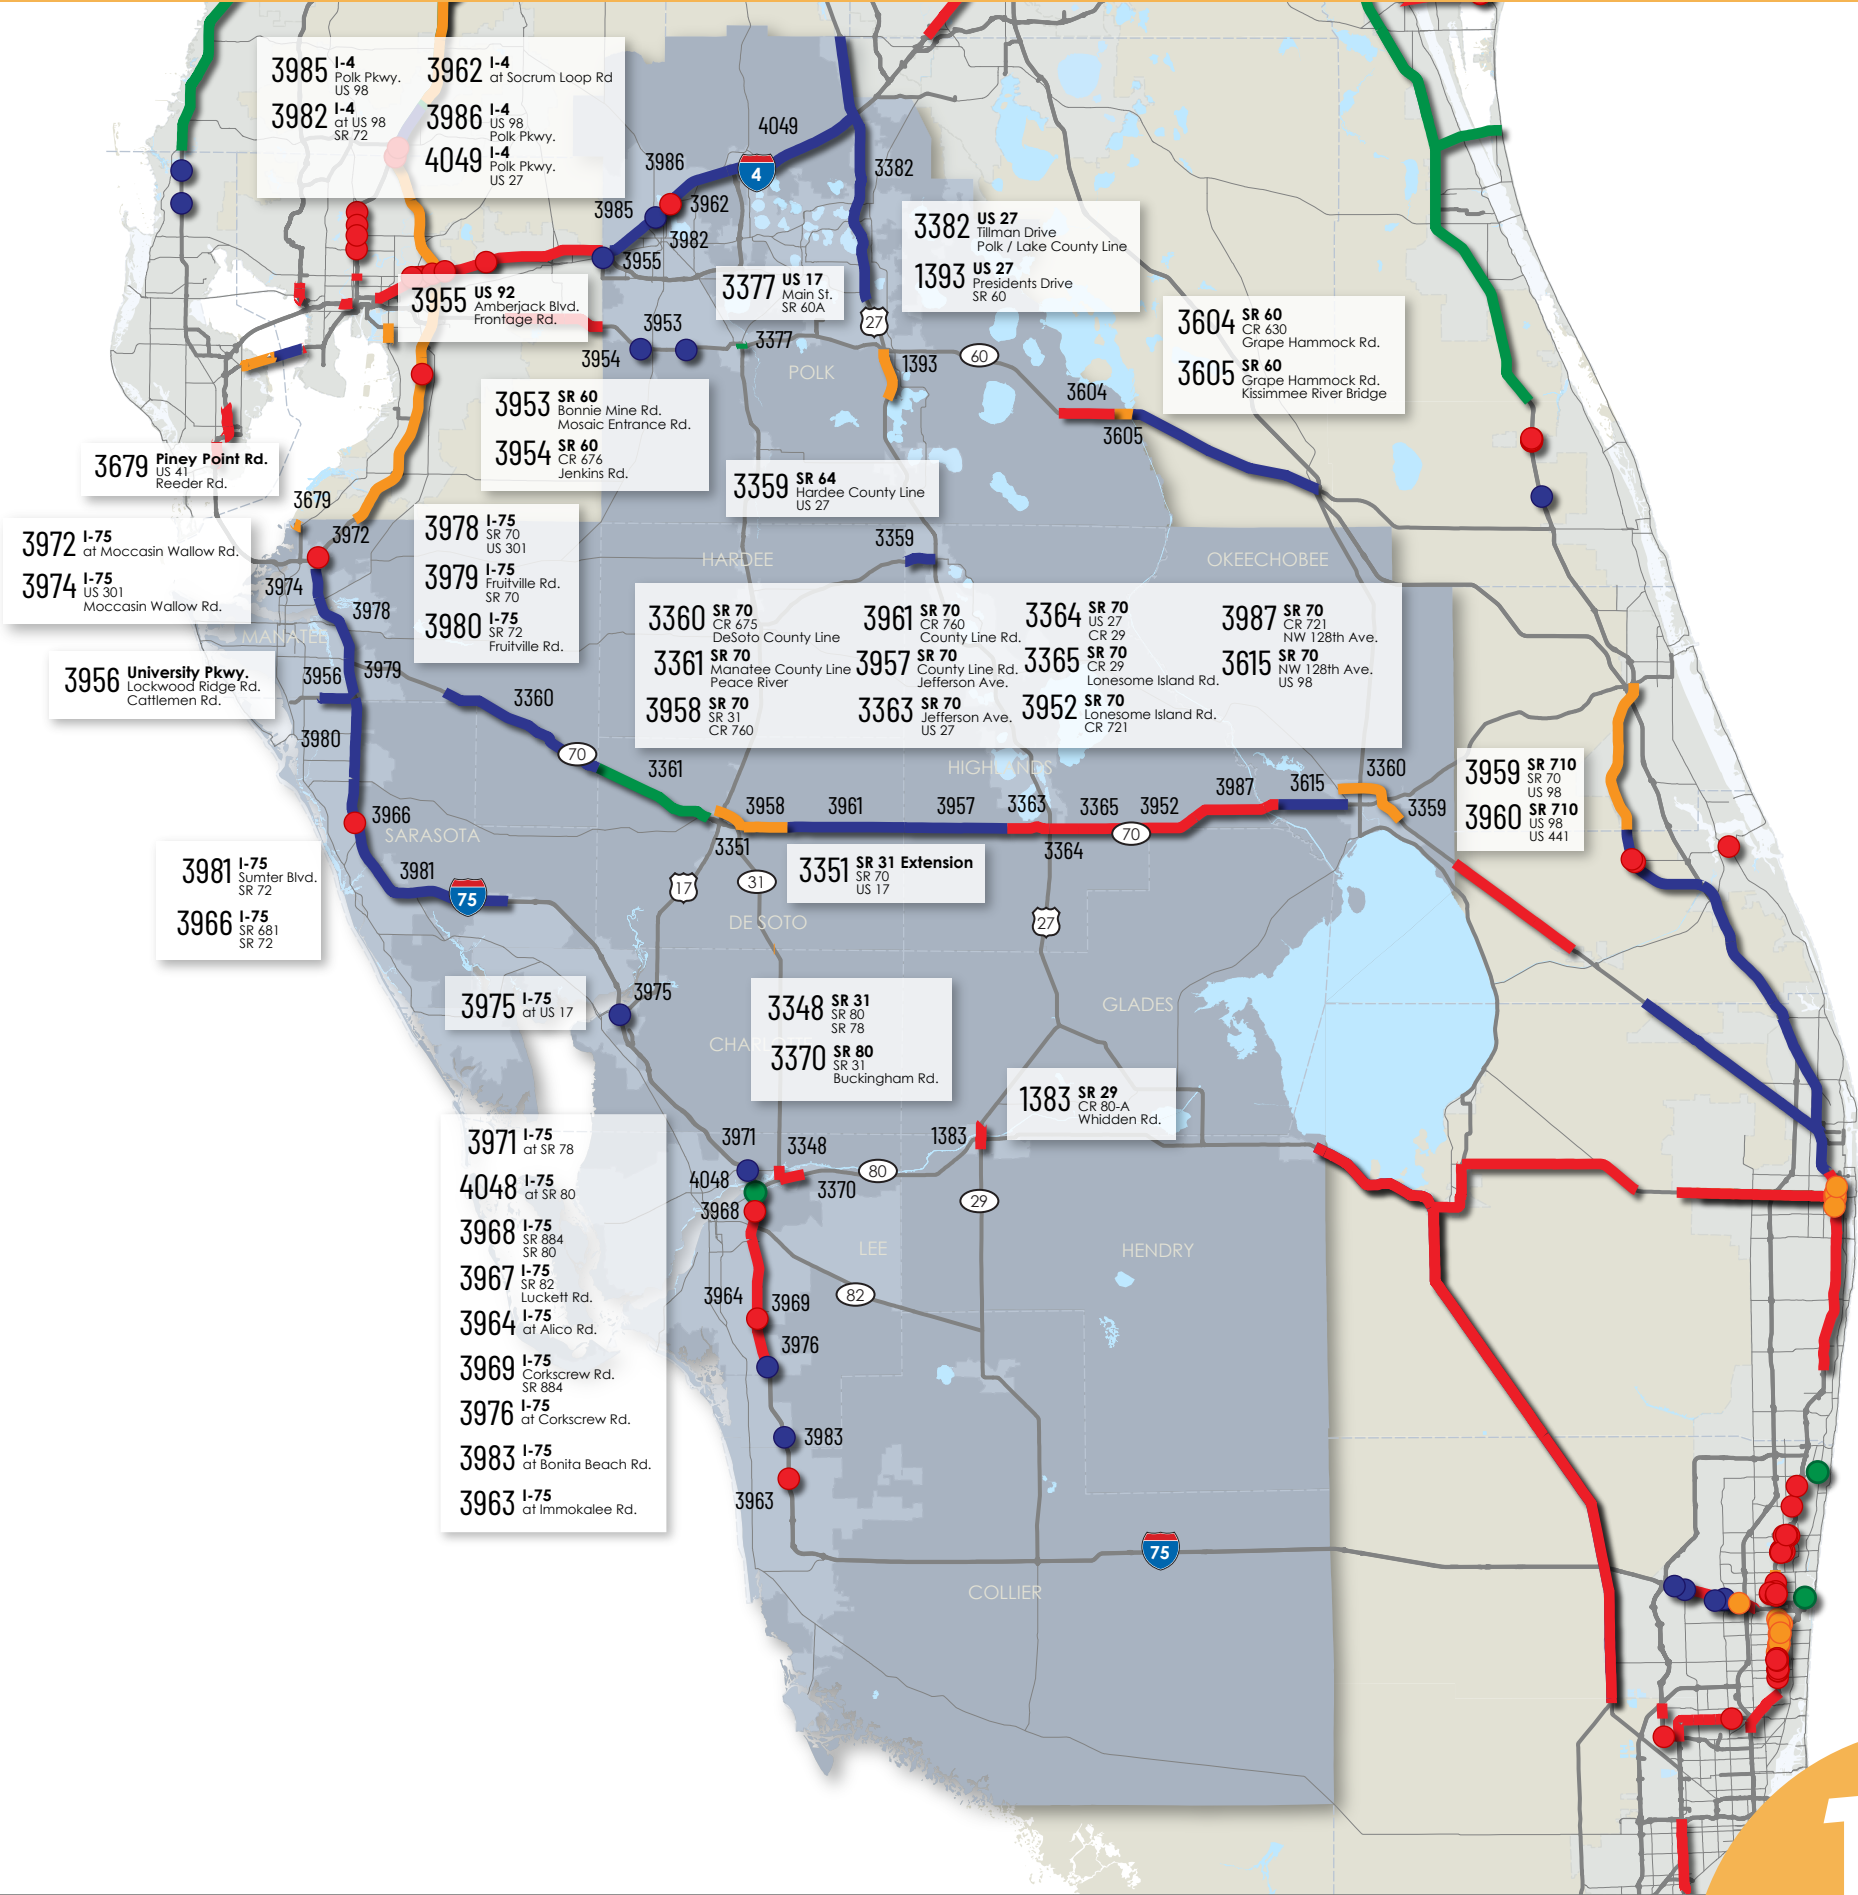 3985 I-4
Polk Pkwy.
US 98
3962 I-4
at Socrum Loop Rd
3982 I-4
at US 98
SR 72
3986 I-4
US 98
Polk Pkwy.
4049 I-4
Polk Pkwy.
US 27
4049
4
3986
3382
3985
3962
3982
3955
3382 US 27
Tillman Drive
Polk / Lake County Line
1393 US 27
Presidents Drive
SR 60
3955 US 92
Amberjack Blvd.
Frontage Rd.
3377 US 17
Main St.
SR 60A
27
3604 SR 60
CR 630
Grape Hammock Rd.
3605 SR 60
Grape Hammock Rd.
Kissimmee River Bridge
3953
3954
3377
60
1393
POLK
3604
3605
3953 SR 60
Bonnie Mine Rd.
Mosaic Entrance Rd.
3954 SR 60
CR 676
Jenkins Rd.
3679 Piney Point Rd.
US 41
Reeder Rd.
3359 SR 64
Hardee County Line
US 27
3679
3972
3972 I-75
at Moccasin Wallow Rd.
3974 I-75
US 301
Moccasin Wallow Rd.
3978 I-75
SR 70
US 301
3979 I-75
Fruitville Rd.
SR 70
3980 I-75
SR 72
Fruitville Rd.
3359
HARDEE
OKEECHOBEE
3974
3978
MANATEE
3360 SR 70
CR 675
DeSoto County Line
3961 SR 70
CR 760
County Line Rd.
3364 SR 70
US 27
CR 29
3987 SR 70
CR 721
NW 128th Ave.
3361 SR 70
Manatee County Line
Peace River
3957 SR 70
County Line Rd.
Jefferson Ave.
3365 SR 70
CR 29
Lonesome Island Rd.
3615 SR 70
NW 128th Ave.
US 98
3958 SR 70
SR 31
CR 760
3363 SR 70
Jefferson Ave.
US 27
3952 SR 70
Lonesome Island Rd.
CR 721
3956 University Pkwy.
Lockwood Ridge Rd.
Cattlemen Rd.
3956
3979
3360
3980
70
3361
HIGHLANDS
3987
3615
3360
3959 SR 710
SR 70
US 98
3960 SR 710
US 98
US 441
3958
3961
3957
3363
3365
3952
3359
3966
SARASOTA
3351
3364
70
3981 I-75
Sumter Blvd.
SR 72
3966 I-75
SR 681
SR 72
3981
75
17
31
3351 SR 31 Extension
SR 70
US 17
DE SOTO
27
3975 I-75
at US 17
3975
3348 SR 31
SR 80
SR 78
3370 SR 80
SR 31
Buckingham Rd.
GLADES
CHARLOTTE
1383 SR 29
CR 80-A
Whidden Rd.
3971 I-75
at SR 78
4048 I-75
at SR 80
3968 I-75
SR 884
SR 80
3967 I-75
SR 82
Luckett Rd.
3964 I-75
at Alico Rd.
3969 I-75
Corkscrew Rd.
SR 884
3976 I-75
at Corkscrew Rd.
3983 I-75
at Bonita Beach Rd.
3963 I-75
at Immokalee Rd.
3971
3348
1383
4048
3370
80
3968
29
LEE
HENDRY
3964
3969
82
3976
3983
3963
75
COLLIER